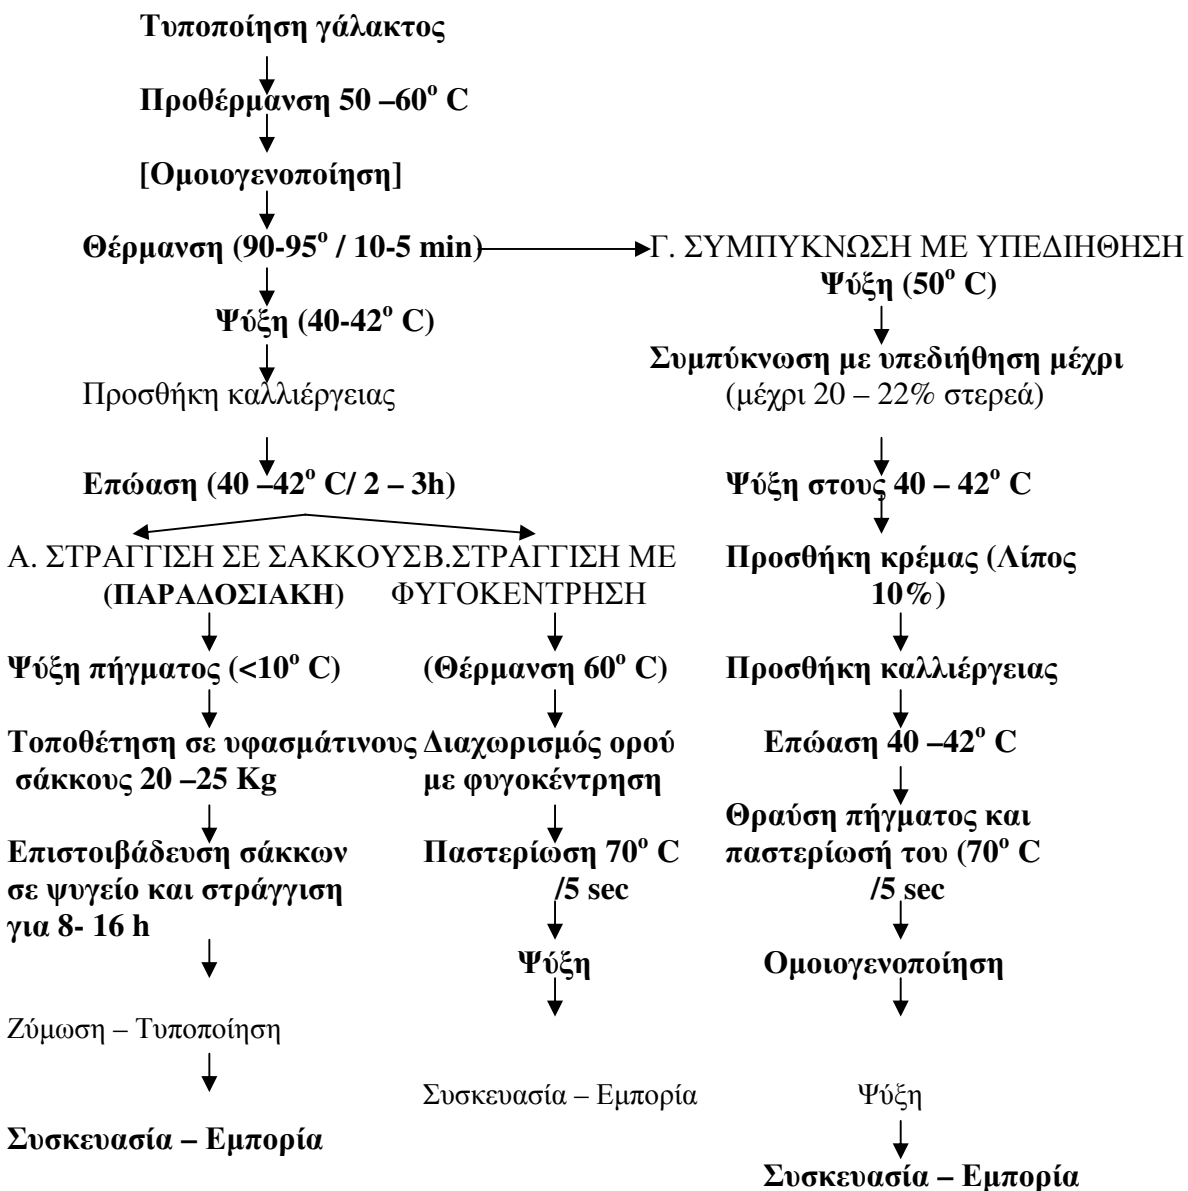 Τυποποίηση γάλακτος
Προθέρμανση 50 –60° C
[Ομοιογενοποίηση]
Θέρμανση (90-95° / 10-5 min)
Ψύξη (40-42° C)
Προσθήκη καλλιέργειας
Επώαση (40 –42° C/ 2 – 3h)
Α. ΣΤΡΑΓΓΙΣΗ ΣΕ ΣΑΚΚΟΥΣ
(ΠΑΡΑΔΟΣΙΑΚΗ)
Ψύξη πήγματος (<10° C)
Τοποθέτηση σε υφασμάτινους
σάκκους 20 –25 Kg
Επιστοιβάδευση σάκκων
σε ψυγείο και στράγγιση
για 8- 16 h
Ζύμωση – Τυποποίηση
Συσκευασία – Εμπορία
Β.ΣΤΡΑΓΓΙΣΗ ΜΕ
ΦΥΓΟΚΕΝΤΡΗΣΗ
(Θέρμανση 60° C)
Διαχωρισμός ορού
με φυγοκέντρηση
Παστερίωση 70° C
/5 sec
Ψύξη
Συσκευασία – Εμπορία
Γ. ΣΥΜΠΥΚΝΩΣΗ ΜΕ ΥΠΕΔΙΗΘΗΣΗ
Ψύξη (50° C)
Συμπύκνωση με υπεδιήθηση μέχρι
(μέχρι 20 – 22% στερεά)
Ψύξη στους 40 – 42° C
Προσθήκη κρέμας (Λίπος
10%)
Προσθήκη καλλιέργειας
Επώαση 40 –42° C
Θραύση πήγματος και
παστερίωσή του (70° C
/5 sec
Ομοιογενοποίηση
Ψύξη
Συσκευασία – Εμπορία